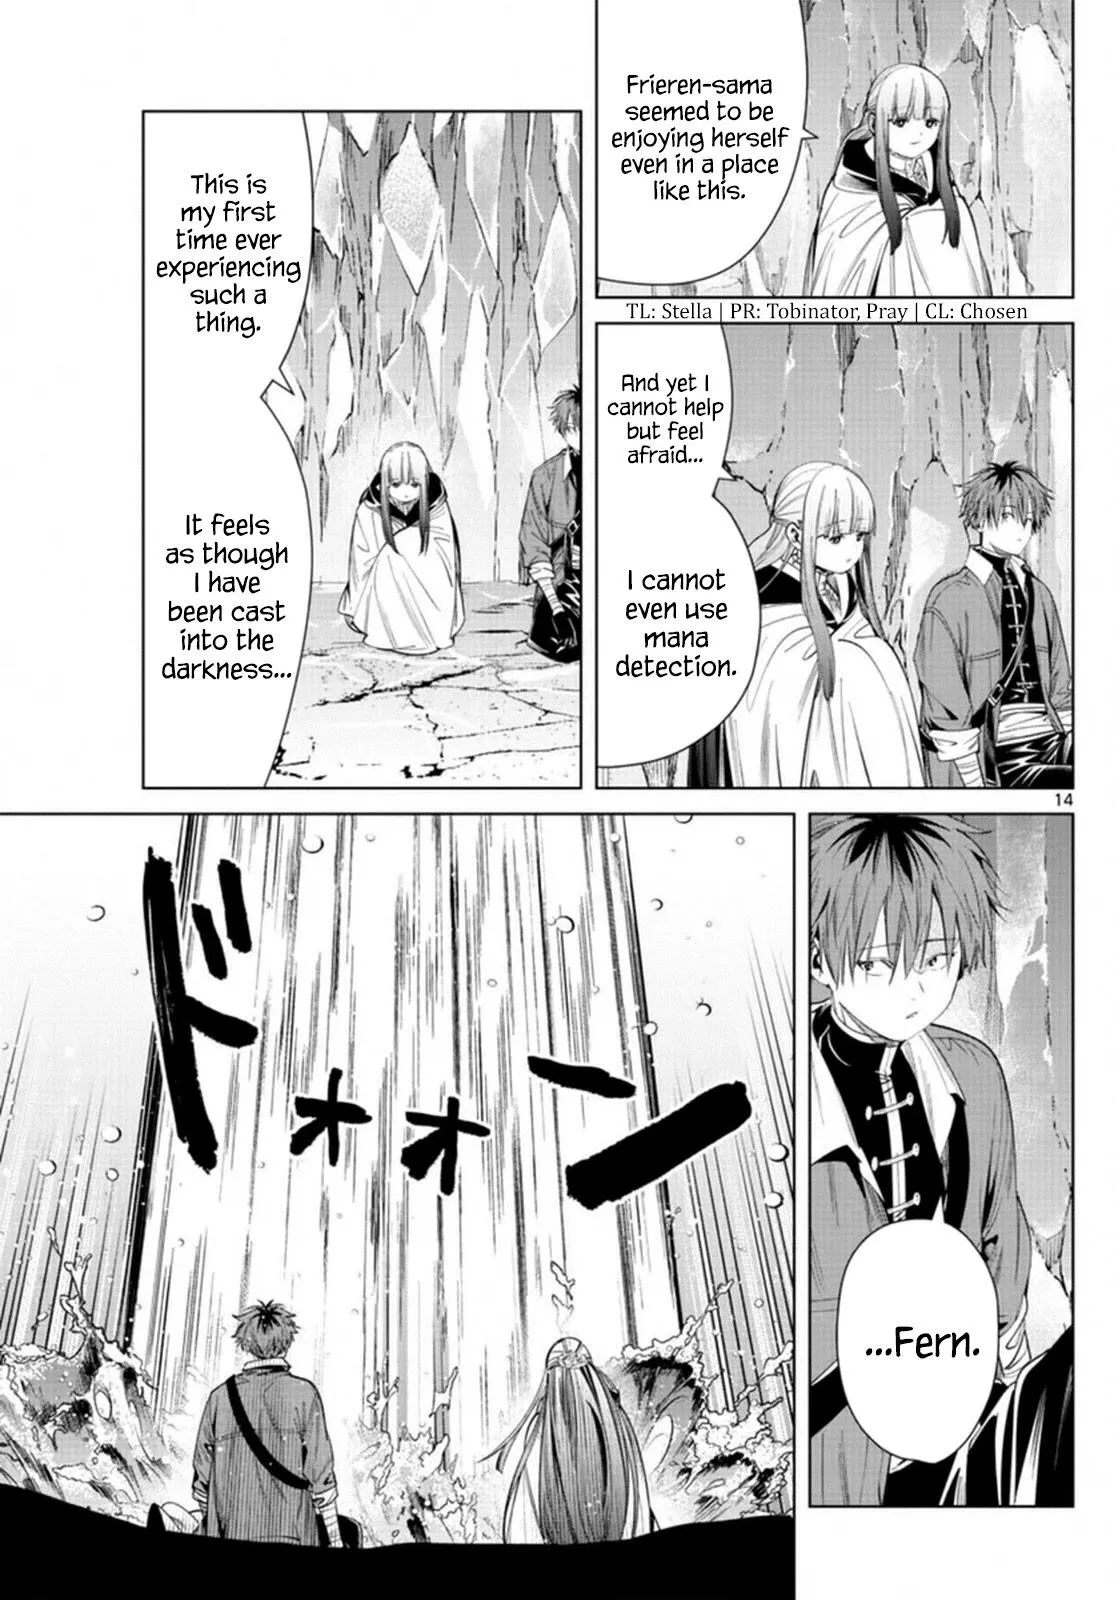 Frieren-sama
seemed to be
enjoying herself
even in a place
like this.
TL: Stella | PR: Tobinator, Pray | CL: Chosen
And yet I
cannot help
but feel
afraid...
I cannot
even use
mana
detection.
This is
my first
time ever
experiencing
such a
thing.
It feels
as though
I have
been cast
into the
darkness...
14
...Fern.
ドォォン